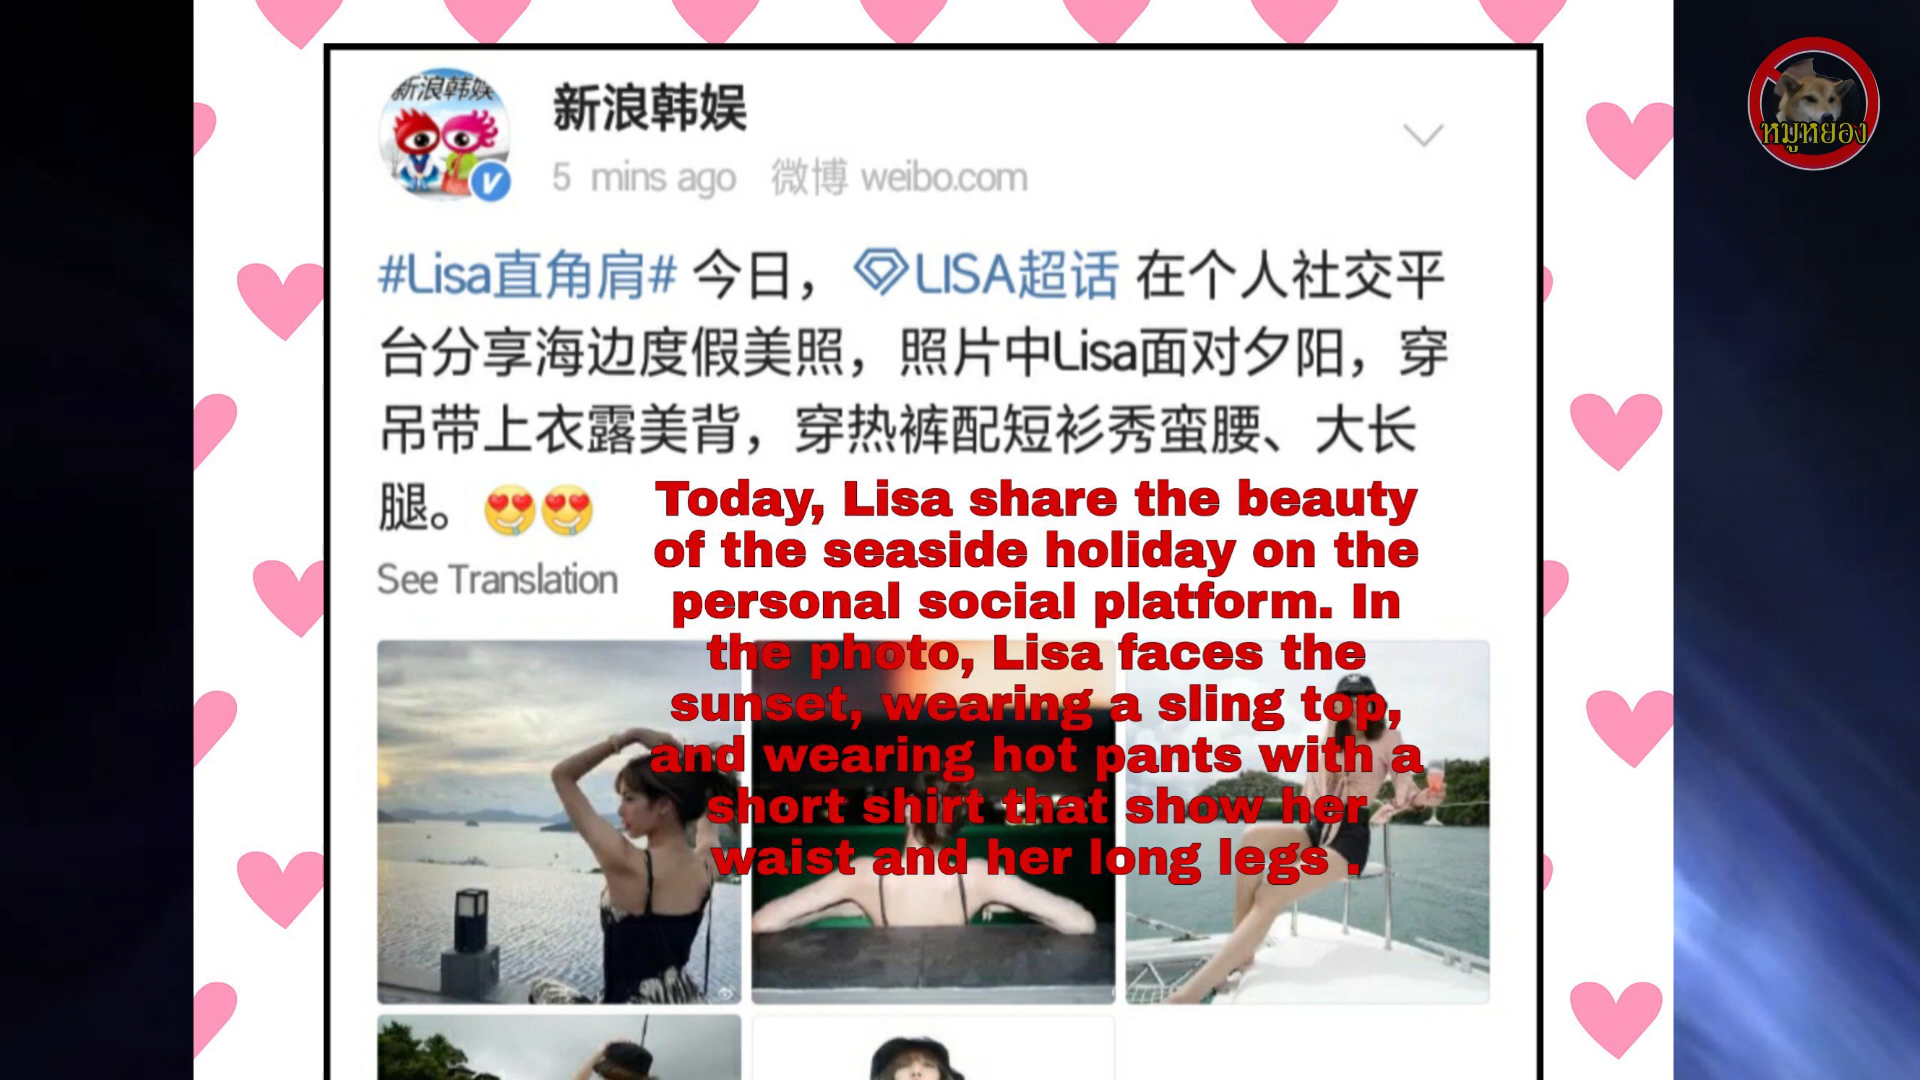 新浪韩娱
新浪韩娱
5 mins ago 微博 weibo.com
หมูหยอง
#Lisa直角肩# 今日，LISA超话 在个人社交平
台分享海边度假美照，照片中Lisa面对夕阳，穿
吊带上衣露美背，穿热裤配短衫秀蛮腰、大长
腿。
See Translation
Today, Lisa share the beauty
of the seaside holiday on the
personal social platform. In
the photo, Lisa faces the
sunset, wearing a sling top,
and wearing hot pants with a
short shirt that show her
waist and her long legs .